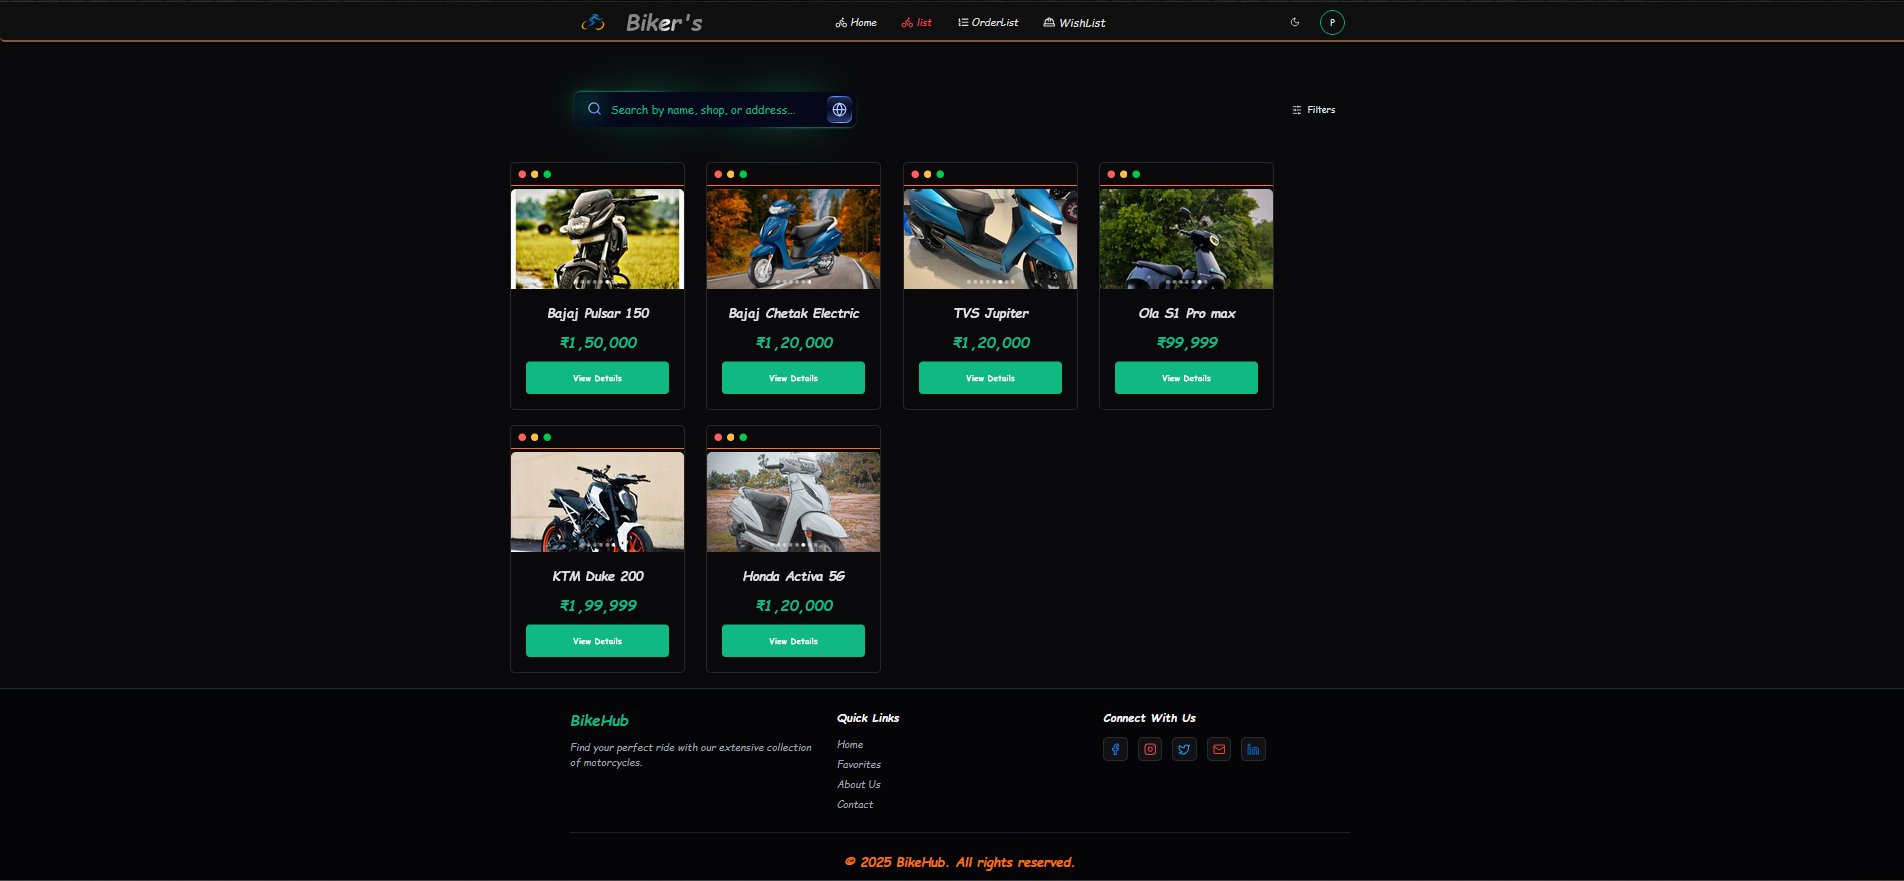 Biker's
Home
list
OrderList
WishList
P
Search by name, shop, or address...
Filters
Bajaj Pulsar 150
₹1,50,000
View Details
Bajaj Chetak Electric
₹1,20,000
View Details
TVS Jupiter
₹1,20,000
View Details
Ola S1 Pro max
₹99,999
View Details
KTM Duke 200
₹1,99,999
View Details
Honda Activa 5G
₹1,20,000
View Details
BikeHub
Find your perfect ride with our extensive collection
of motorcycles.
Quick Links
Home
Favorites
About Us
Contact
Connect With Us
© 2025 BikeHub. All rights reserved.